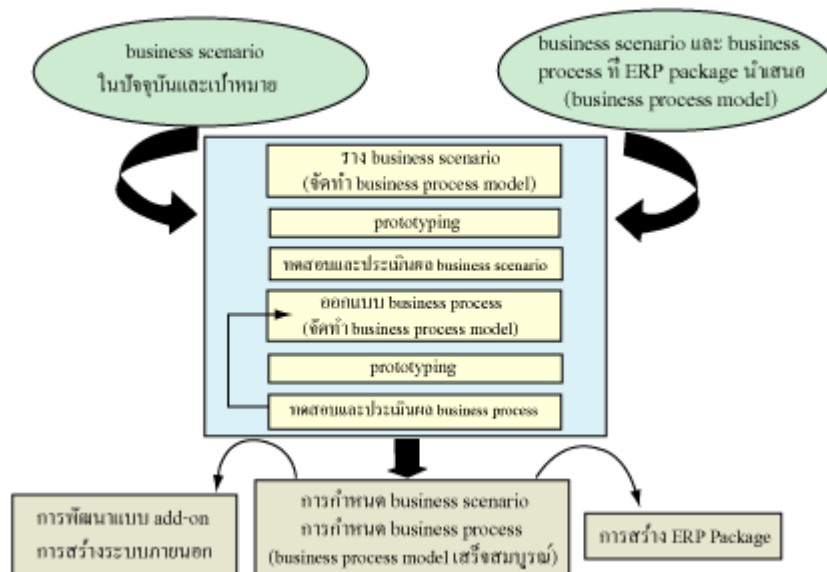 business scenario
ในปัจจุบันและเป้าหมาย
business scenario และ business
process ที่ ERP package นำเสนอ
(business process model)
ร่าง business scenario
(จัดทำ business process model)
prototyping
ทดสอบและประเมินผล business scenario
ออกแบบ business process
(จัดทำ business process model)
prototyping
ทดสอบและประเมินผล business process
การพัฒนาแบบ add-on
การสร้างระบบภายนอก
การกำหนด business scenario
การกำหนด business process
(business process model เสร็จสมบูรณ์)
การสร้าง ERP Package